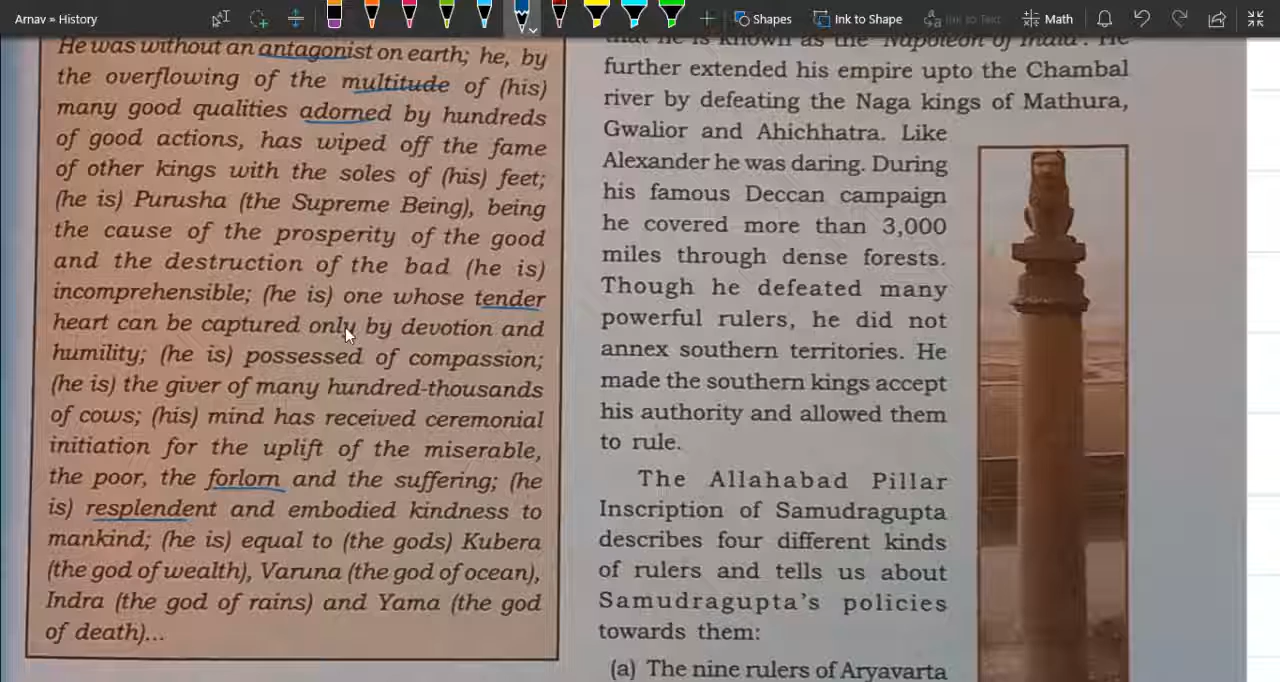 Arnav » History
Shapes
Ink to Shape
Ink to Text
Math
He was without an antagonist on earth; he, by
the overflowing of the multitude of (his)
many good qualities adorned by hundreds
of good actions, has wiped off the fame
of other kings with the soles of (his) feet;
(he is) Purusha (the Supreme Being), being
the cause of the prosperity of the good
and the destruction of the bad (he is)
incomprehensible; (he is) one whose tender
heart can be captured only by devotion and
humility; (he is) possessed of compassion;
(he is) the giver of many hundred-thousands
of cows; (his) mind has received ceremonial
initiation for the uplift of the miserable,
the poor, the forlorn and the suffering; (he
is) resplendent and embodied kindness to
mankind; (he is) equal to (the gods) Kubera
(the god of wealth), Varuna (the god of ocean),
Indra (the god of rains) and Yama (the god
of death)...
that he is known as the 'Napoleon of India'. He
further extended his empire upto the Chambal
river by defeating the Naga kings of Mathura,
Gwalior and Ahichhatra. Like
Alexander he was daring. During
his famous Deccan campaign
he covered more than 3,000
miles through dense forests.
Though he defeated many
powerful rulers, he did not
annex southern territories. He
made the southern kings accept
his authority and allowed them
to rule.
The Allahabad Pillar
Inscription of Samudragupta
describes four different kinds
of rulers and tells us about
Samudragupta's policies
towards them:
(a) The nine rulers of Aryavarta